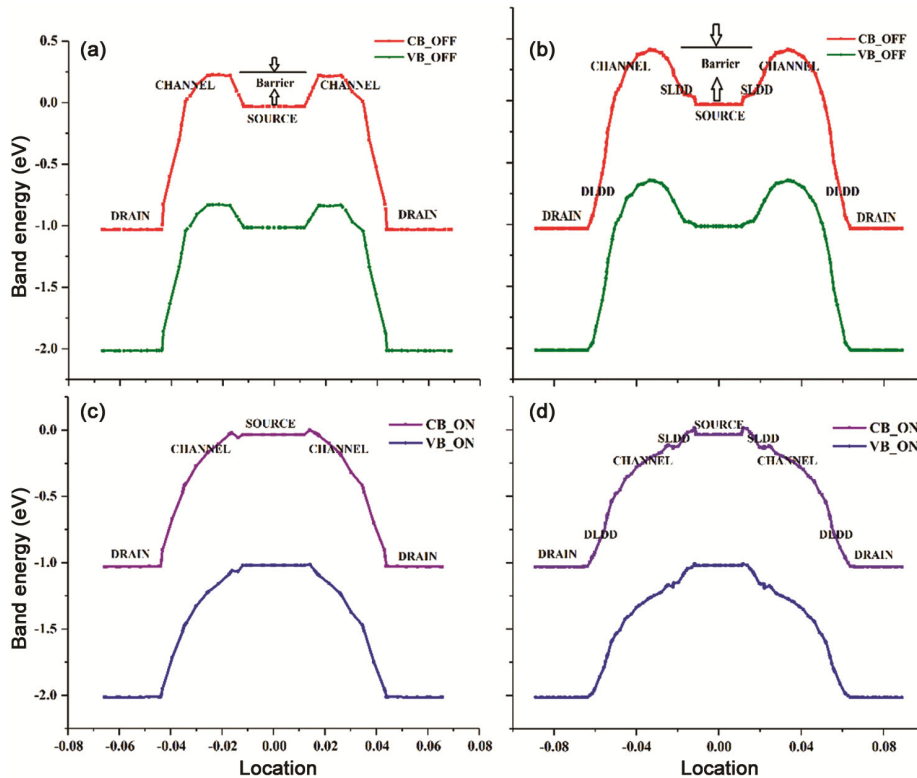 (a)
CB_OFF
VB_OFF
CHANNEL
Barrier
CHANNEL
SOURCE
DRAIN
DRAIN
0.5
0.0
-0.5
-1.0
-1.5
-2.0
Band energy (eV)
(b)
CB_OFF
VB_OFF
CHANNEL
Barrier
CHANNEL
SLDD
SLDD
SOURCE
DLDD
DLDD
DRAIN
DRAIN
(c)
CB_ON
VB_ON
SOURCE
CHANNEL
CHANNEL
DRAIN
DRAIN
0.0
-0.5
-1.0
-1.5
-2.0
Band energy (eV)
-0.08 -0.06 -0.04 -0.02 0.00 0.02 0.04 0.06 0.08
Location
(d)
CB_ON
VB_ON
SOURCE
SLDD
SLDD
CHANNEL
CHANNEL
DLDD
DLDD
DRAIN
DRAIN
-0.08 -0.04 0.00 0.04 0.08
Location